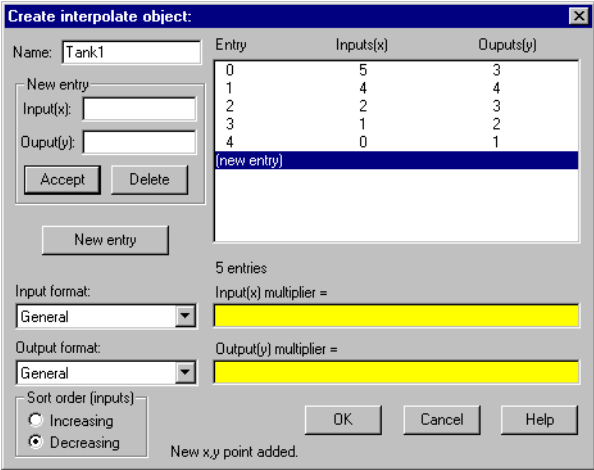 Create interpolate object:
Name: Tank1
New entry
Input(x):
Ouput(y):
Accept Delete
New entry
Entry Inputs(x) Ouputs(y)
0 5 3
1 4 4
2 2 3
3 1 2
4 0 1
(new entry)
5 entries
Input format:
General
Input(x) multiplier =
Output format:
General
Output(y) multiplier =
Sort order (inputs)
Increasing
Decreasing
OK Cancel Help
New x,y point added.